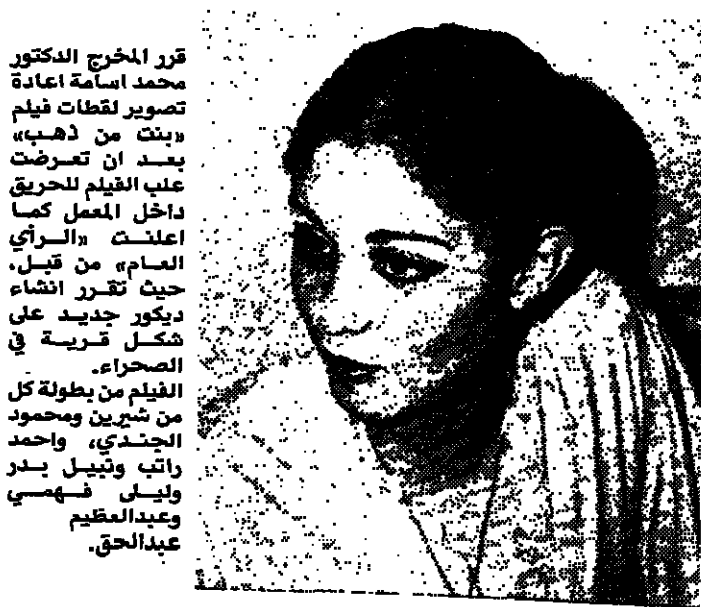 قرر المخرج الدكتور
محمد اسامة اعادة
تصوير لقطات فيلم
«بنت من ذهب»
بعد ان تعرضت
علب الفيلم للحريق
داخل المعمل كما
اعلنت «الرأي
العام» من قبل،
حيث تقرر انشاء
ديكور جديد على
شكل قرية في
الصحراء.
الفيلم من بطولة كل
من شيرين ومحمود
الجندي، واحمد
راتب ونبيل بدر
وليلى فهمي
وعبدالعظيم
عبدالحق.